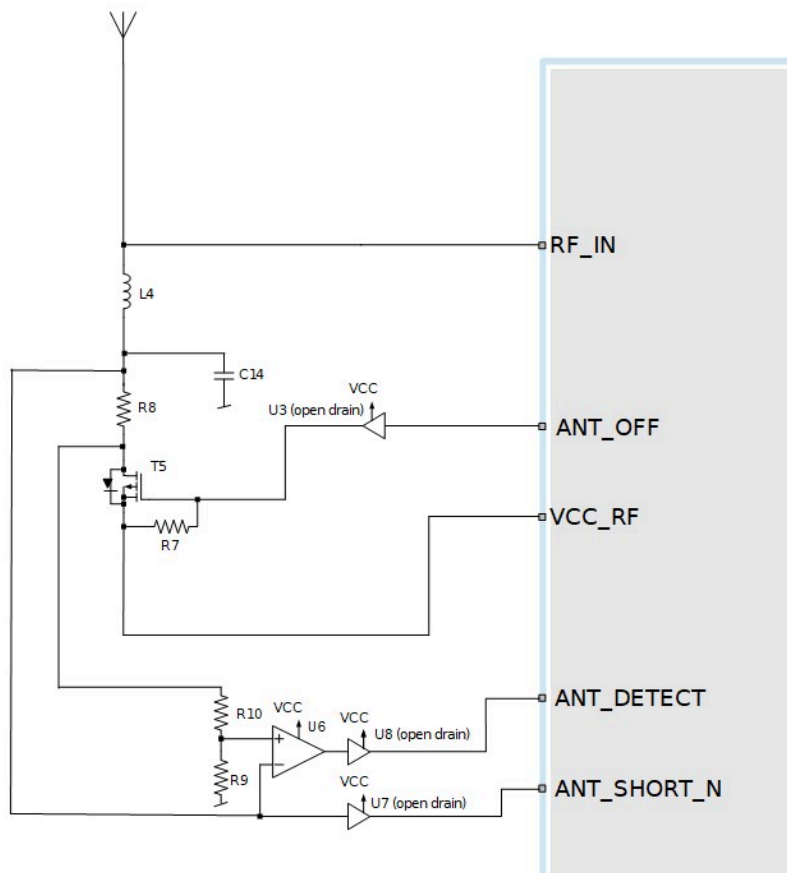 RF_IN
L4
C14
R8
VCC
U3 (open drain)
ANT_OFF
T5
VCC_RF
R7
ANT_DETECT
VCC
R10
U6
VCC
U8 (open drain)
+
−
R9
VCC
U7 (open drain)
ANT_SHORT_N